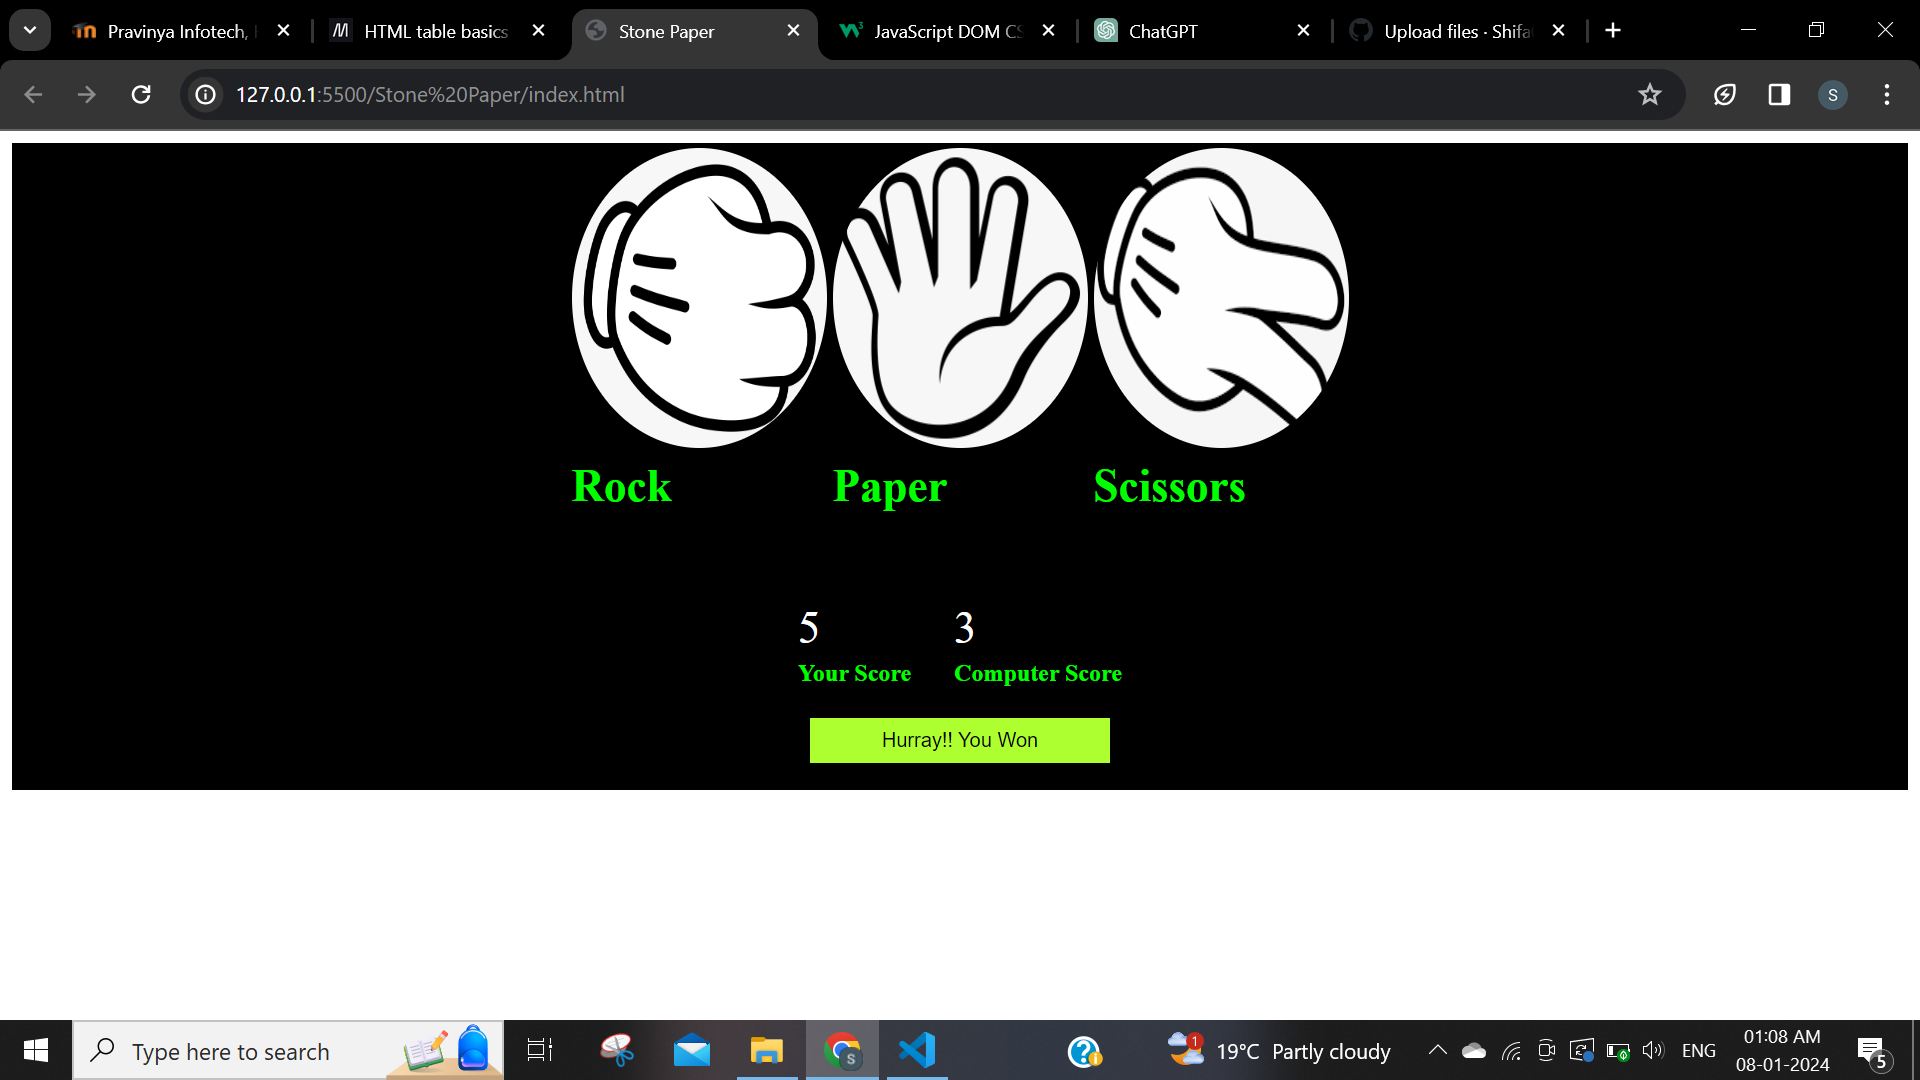 Pravinya Infotech,
HTML table basics
Stone Paper
JavaScript DOM CS
ChatGPT
Upload files · Shifa
127.0.0.1:5500/Stone%20Paper/index.html
S
Rock
Paper
Scissors
5
3
Your Score
Computer Score
Hurray!! You Won
Type here to search
S
1
19°C Partly cloudy
ENG
01:08 AM
08-01-2024
5